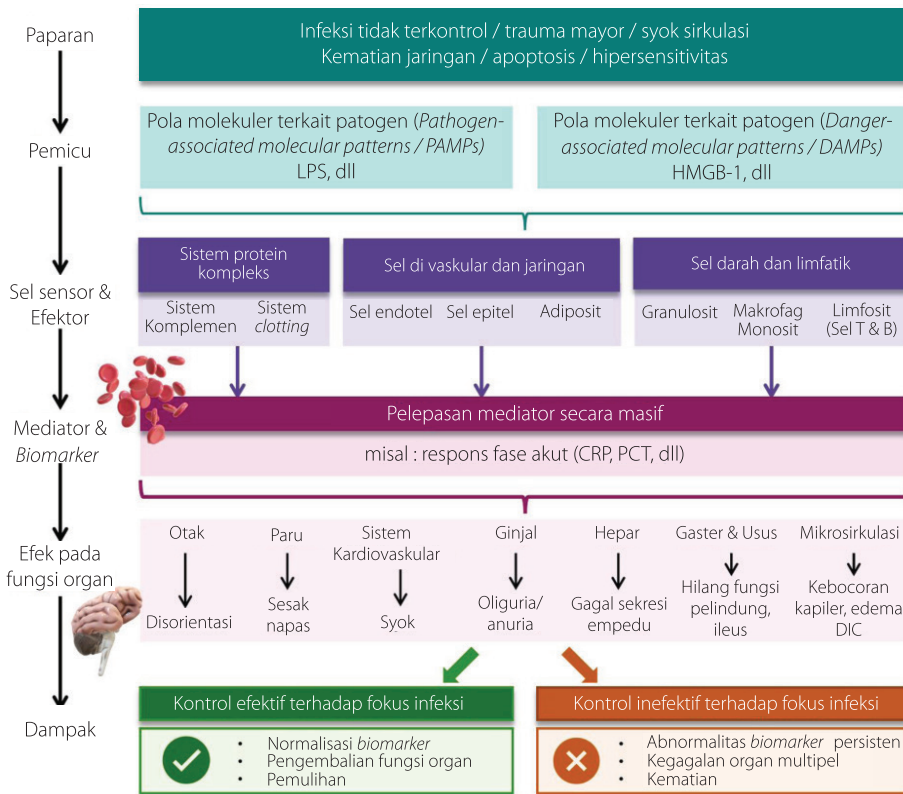 Paparan
Infeksi tidak terkontrol / trauma mayor / syok sirkulasi
Kematian jaringan / apoptosis / hipersensitivitas
Pemicu
Pola molekuler terkait patogen (Pathogen-
associated molecular patterns / PAMPs)
LPS, dll
Pola molekuler terkait patogen (Danger-
associated molecular patterns / DAMPs)
HMGB-1, dll
Sel sensor &
Efektor
Sistem protein
kompleks
Sistem
Komplemen
Sistem
clotting
Sel di vaskular dan jaringan
Sel endotel
Sel epitel
Adiposit
Sel darah dan limfatik
Granulosit
Makrofag
Monosit
Limfosit
(Sel T & B)
Mediator &
Biomarker
Pelepasan mediator secara masif
misal : respons fase akut (CRP, PCT, dll)
Efek pada
fungsi organ
Otak
Disorientasi
Paru
Sesak
napas
Sistem
Kardiovaskular
Syok
Ginjal
Oliguria/
anuria
Hepar
Gagal sekresi
empedu
Gaster & Usus
Hilang fungsi
pelindung,
ileus
Mikrosirkulasi
Kebocoran
kapiler, edema
DIC
Dampak
Kontrol efektif terhadap fokus infeksi
• Normalisasi biomarker
• Pengembalian fungsi organ
• Pemulihan
Kontrol inefektif terhadap fokus infeksi
• Abnormalitas biomarker persisten
• Kegagalan organ multipel
• Kematian